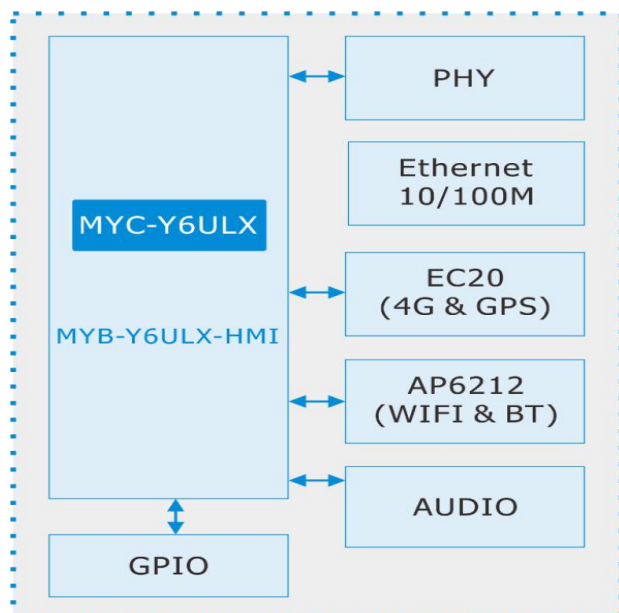 PHY
Ethernet
10/100M
MYC-Y6ULX
EC20
(4G & GPS)
MYB-Y6ULX-HMI
AP6212
(WIFI & BT)
AUDIO
GPIO